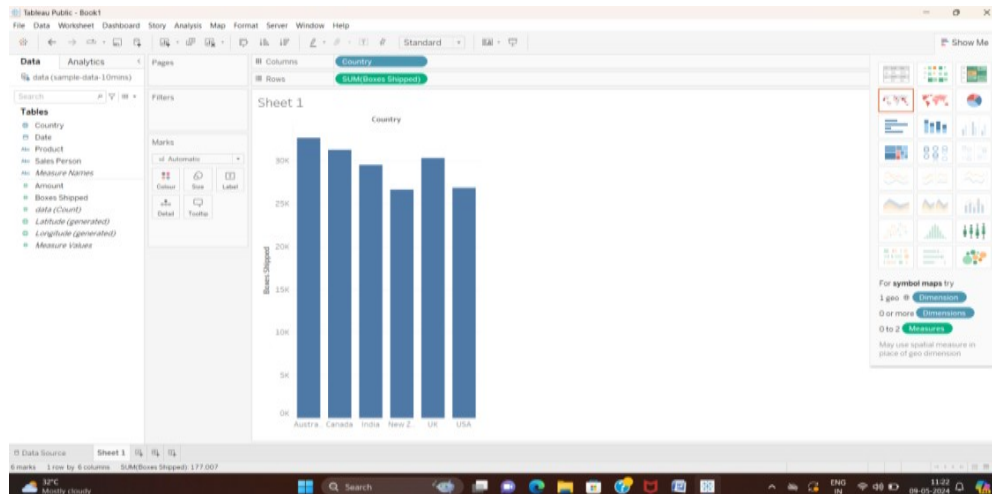 Tableau Public - Book1
File Data Worksheet Dashboard Story Analysis Map Format Server Window Help
Standard
Show Me
Data Analytics
data (sample-data-10mins)
Search
Tables
Country
Date
Abc Product
Abc Sales Person
Abc Measure Names
Amount
Boxes Shipped
data (Count)
Latitude (generated)
Longitude (generated)
Measure Values
Pages
Filters
Marks
Automatic
Colour Size Label
Detail Tooltip
Columns Country
Rows SUM(Boxes Shipped)
Sheet 1
Country
Boxes Shipped
30K
25K
20K
15K
10K
5K
0K
Austra.. Canada India New Z.. UK USA
For symbol maps try
1 geo Dimension
0 or more Dimensions
0 to 2 Measures
May use spatial measure in
place of geo dimension
Data Source Sheet 1
6 marks 1 row by 6 columns SUM(Boxes Shipped): 177,007
32°C
Mostly cloudy
Search
ENG
IN
11:22
09-05-2024